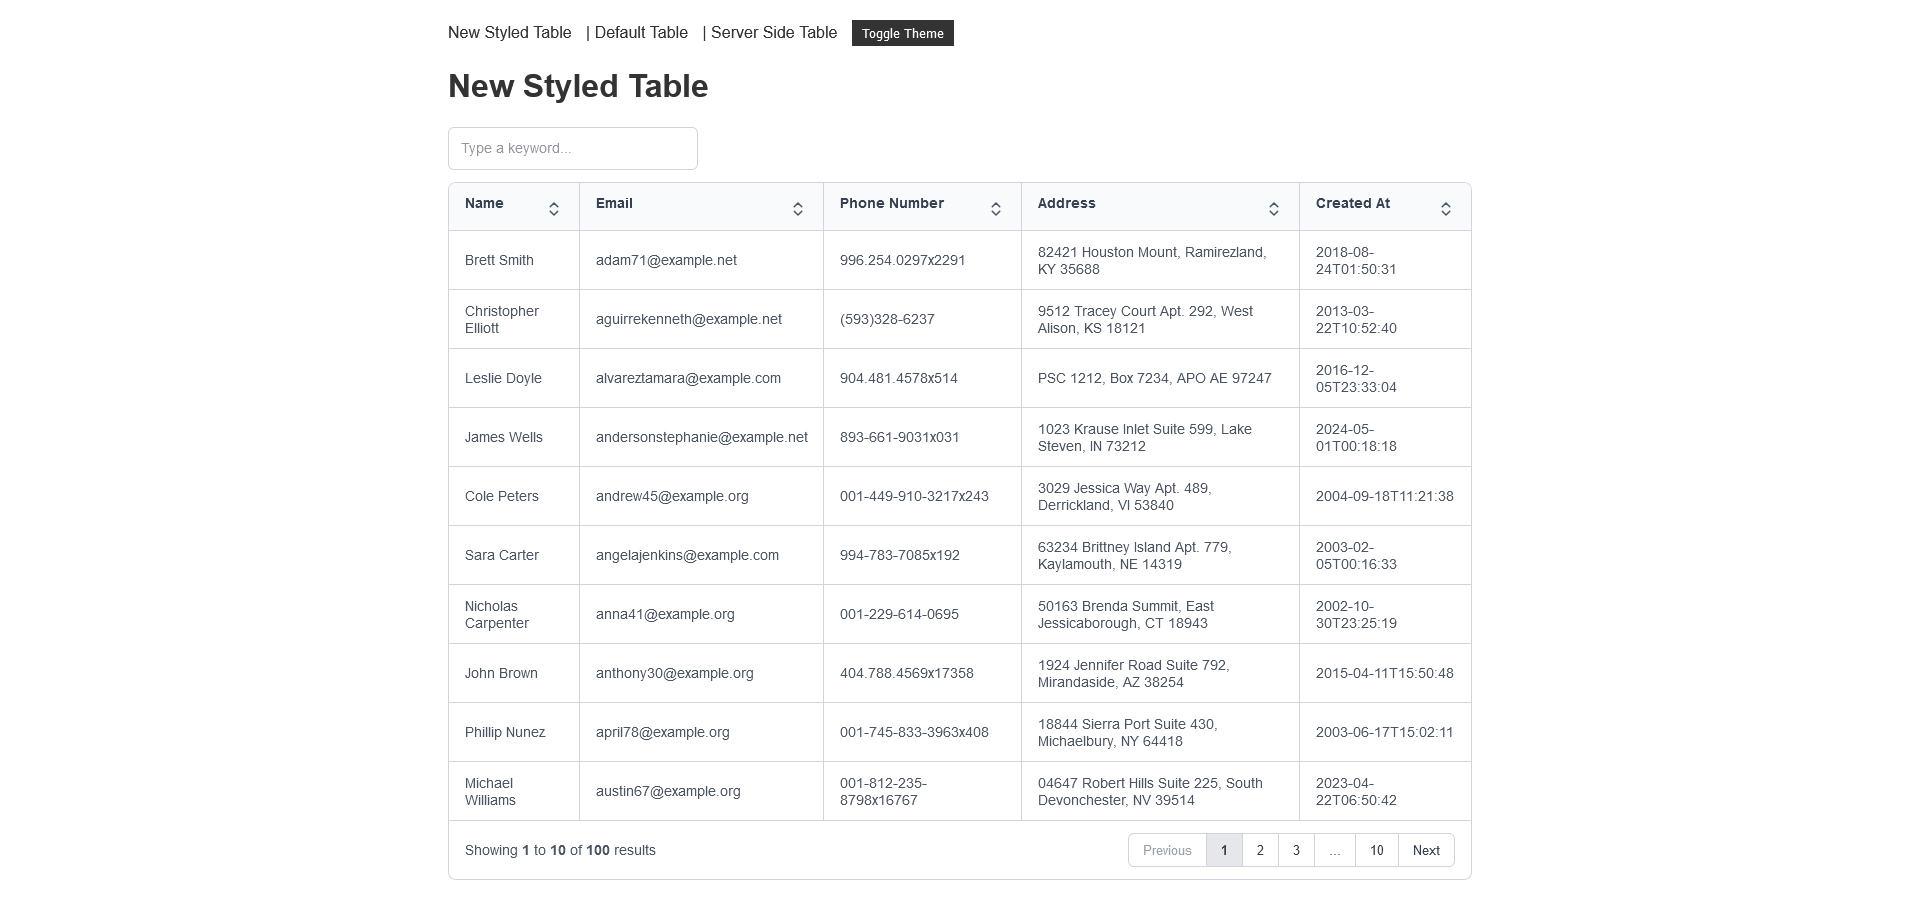 New Styled Table | Default Table | Server Side Table Toggle Theme
New Styled Table
Type a keyword...
Name Email Phone Number Address Created At
Brett Smith adam71@example.net 996.254.0297x2291 82421 Houston Mount, Ramirezland, 2018-08-
KY 35688 24T01:50:31
Christopher aguirrekenneth@example.net (593)328-6237 9512 Tracey Court Apt. 292, West 2013-03-
Elliott Alison, KS 18121 22T10:52:40
Leslie Doyle alvareztamara@example.com 904.481.4578x514 PSC 1212, Box 7234, APO AE 97247 2016-12-
05T23:33:04
James Wells andersonstephanie@example.net 893-661-9031x031 1023 Krause Inlet Suite 599, Lake 2024-05-
Steven, IN 73212 01T00:18:18
Cole Peters andrew45@example.org 001-449-910-3217x243 3029 Jessica Way Apt. 489, 2004-09-18T11:21:38
Derrickland, VI 53840
Sara Carter angelajenkins@example.com 994-783-7085x192 63234 Brittney Island Apt. 779, 2003-02-
Kaylamouth, NE 14319 05T00:16:33
Nicholas anna41@example.org 001-229-614-0695 50163 Brenda Summit, East 2002-10-
Carpenter Jessicaborough, CT 18943 30T23:25:19
John Brown anthony30@example.org 404.788.4569x17358 1924 Jennifer Road Suite 792, 2015-04-11T15:50:48
Mirandaside, AZ 38254
Phillip Nunez april78@example.org 001-745-833-3963x408 18844 Sierra Port Suite 430, 2003-06-17T15:02:11
Michaelbury, NY 64418
Michael austin67@example.org 001-812-235- 04647 Robert Hills Suite 225, South 2023-04-
Williams 8798x16767 Devonchester, NV 39514 22T06:50:42
Showing 1 to 10 of 100 results Previous 1 2 3 ... 10 Next